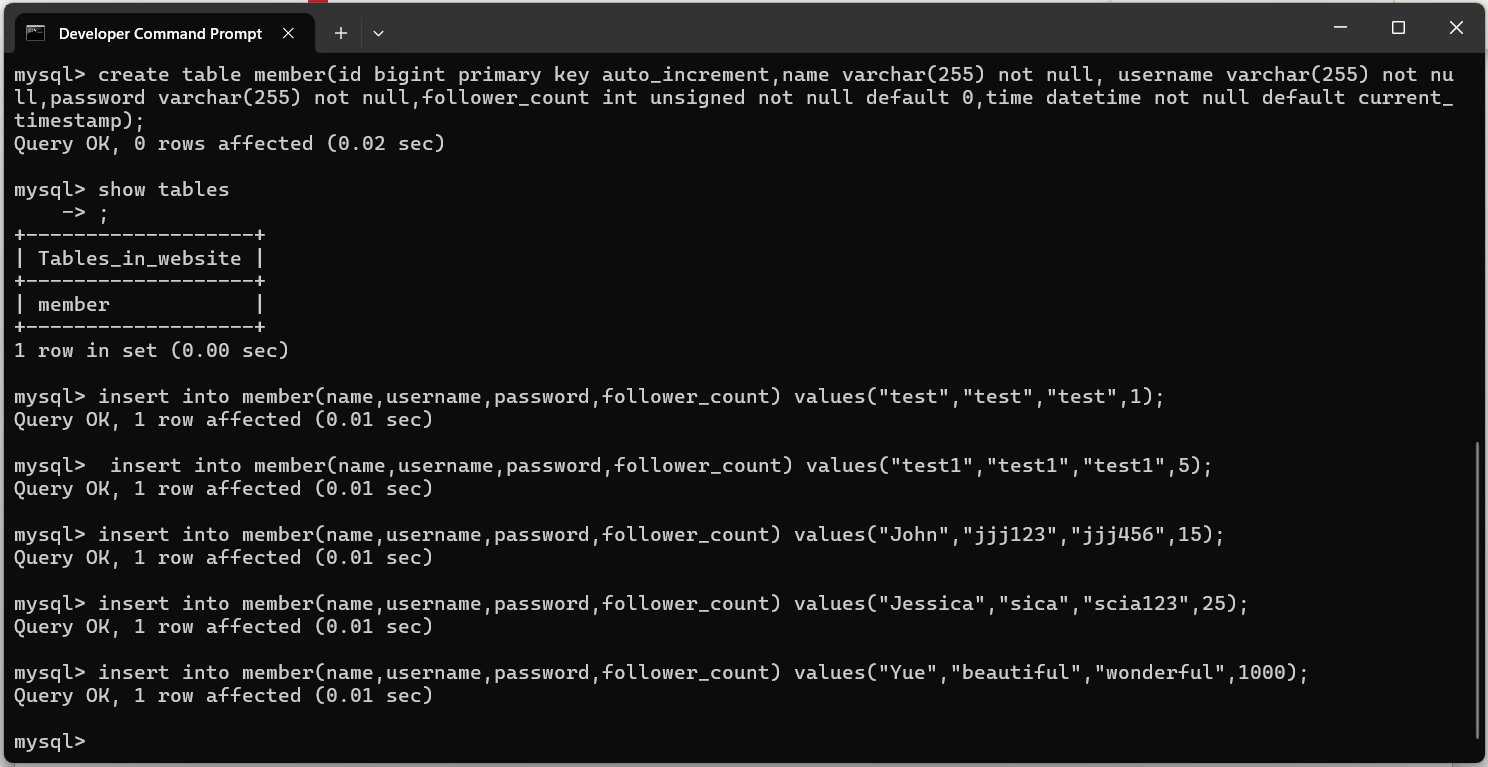 Developer Command Prompt
mysql> create table member(id bigint primary key auto_increment,name varchar(255) not null, username varchar(255) not nu
ll,password varchar(255) not null,follower_count int unsigned not null default 0,time datetime not null default current_
timestamp);
Query OK, 0 rows affected (0.02 sec)
mysql> show tables
    -> ;
+-------------------+
| Tables_in_website |
+-------------------+
| member            |
+-------------------+
1 row in set (0.00 sec)
mysql> insert into member(name,username,password,follower_count) values("test","test","test",1);
Query OK, 1 row affected (0.01 sec)
mysql>  insert into member(name,username,password,follower_count) values("test1","test1","test1",5);
Query OK, 1 row affected (0.01 sec)
mysql> insert into member(name,username,password,follower_count) values("John","jjj123","jjj456",15);
Query OK, 1 row affected (0.01 sec)
mysql> insert into member(name,username,password,follower_count) values("Jessica","sica","scia123",25);
Query OK, 1 row affected (0.01 sec)
mysql> insert into member(name,username,password,follower_count) values("Yue","beautiful","wonderful",1000);
Query OK, 1 row affected (0.01 sec)
mysql>